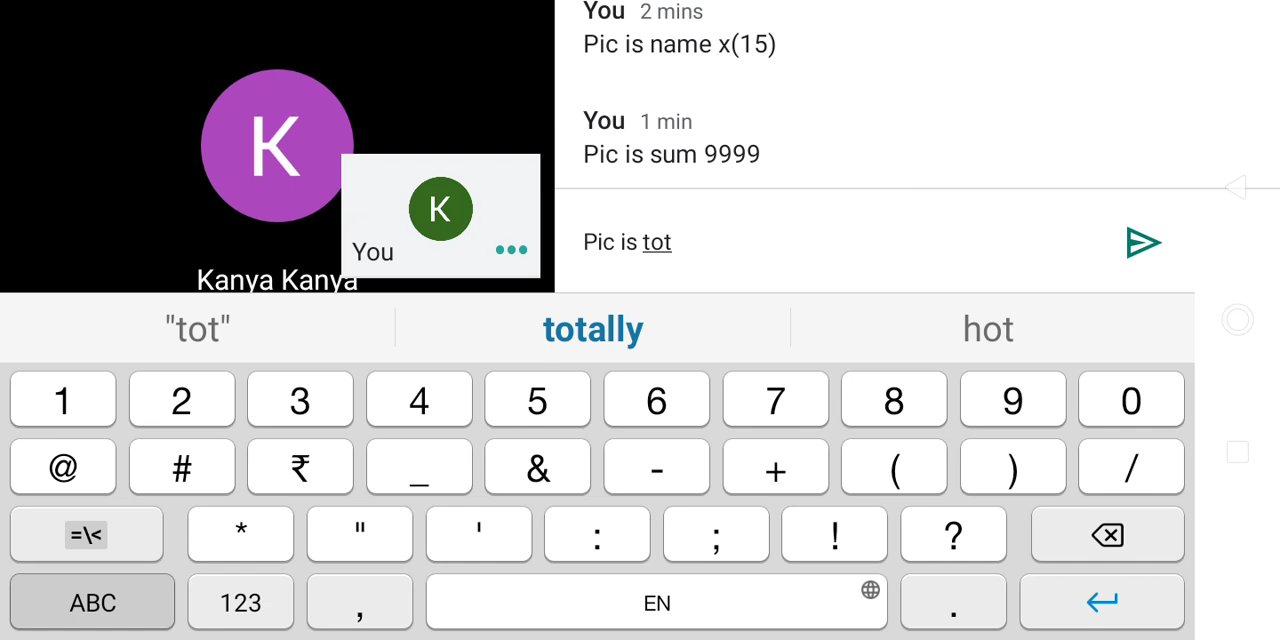 You 2 mins
Pic is name x(15)
You 1 min
Pic is sum 9999
K
K
You
Kanya Kanya
Pic is tot
"tot" totally hot
1 2 3 4 5 6 7 8 9 0
@ # ₹ _ & - + ( ) /
=\< * " ' : ; ! ?
ABC 123 , EN .